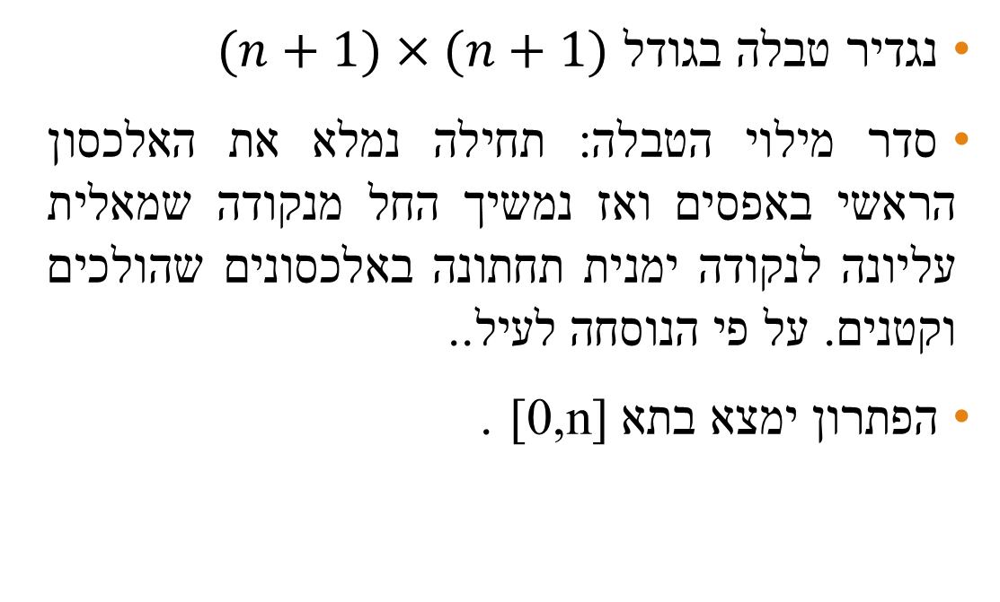 • נגדיר טבלה בגודל (n + 1) × (n + 1)
• סדר מילוי הטבלה: תחילה נמלא את האלכסון
הראשי באפסים ואז נמשיך החל מנקודה שמאלית
עליונה לנקודה ימנית תחתונה באלכסונים שהולכים
וקטנים. על פי הנוסחה לעיל..
• הפתרון ימצא בתא [0,n] .